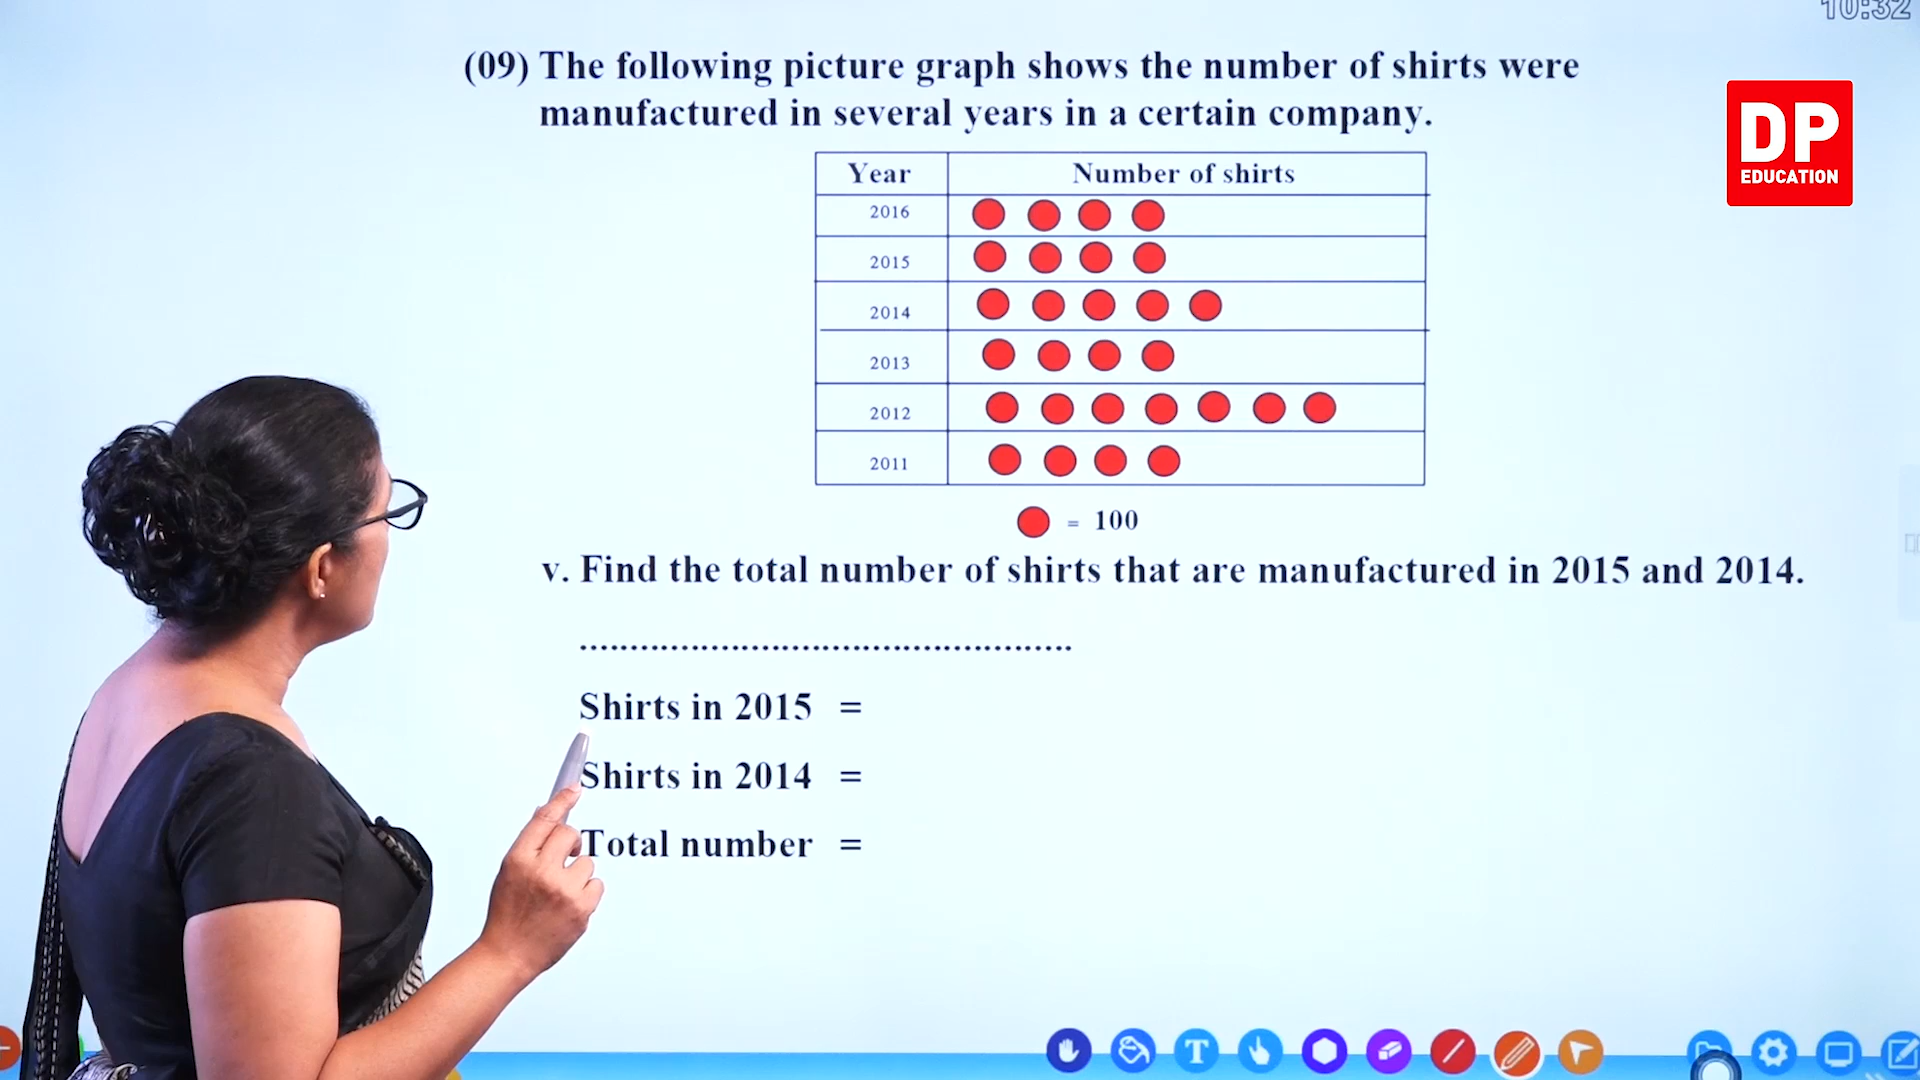 10:32
(09) The following picture graph shows the number of shirts were
manufactured in several years in a certain company.
DP
EDUCATION
Year Number of shirts
2016
2015
2014
2013
2012
2011
= 100
v. Find the total number of shirts that are manufactured in 2015 and 2014.
.................................................
Shirts in 2015 =
Shirts in 2014 =
Total number =
T